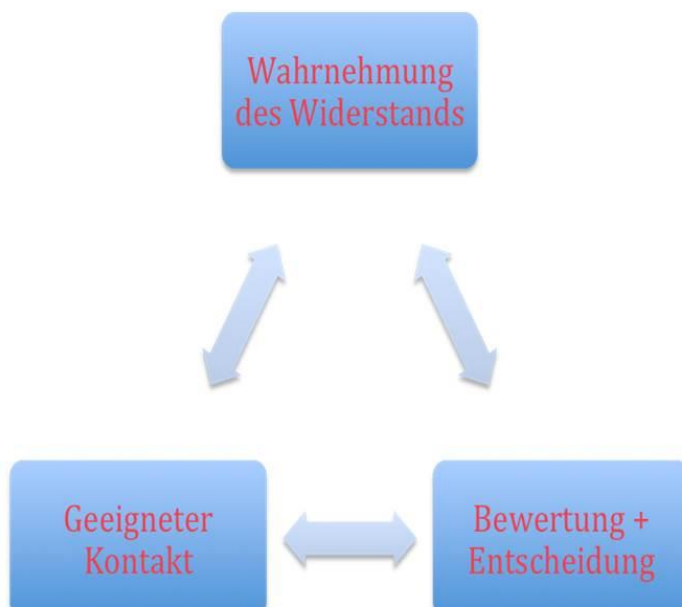 Wahrnehmung
des Widerstands
Geeigneter
Kontakt
Bewertung +
Entscheidung